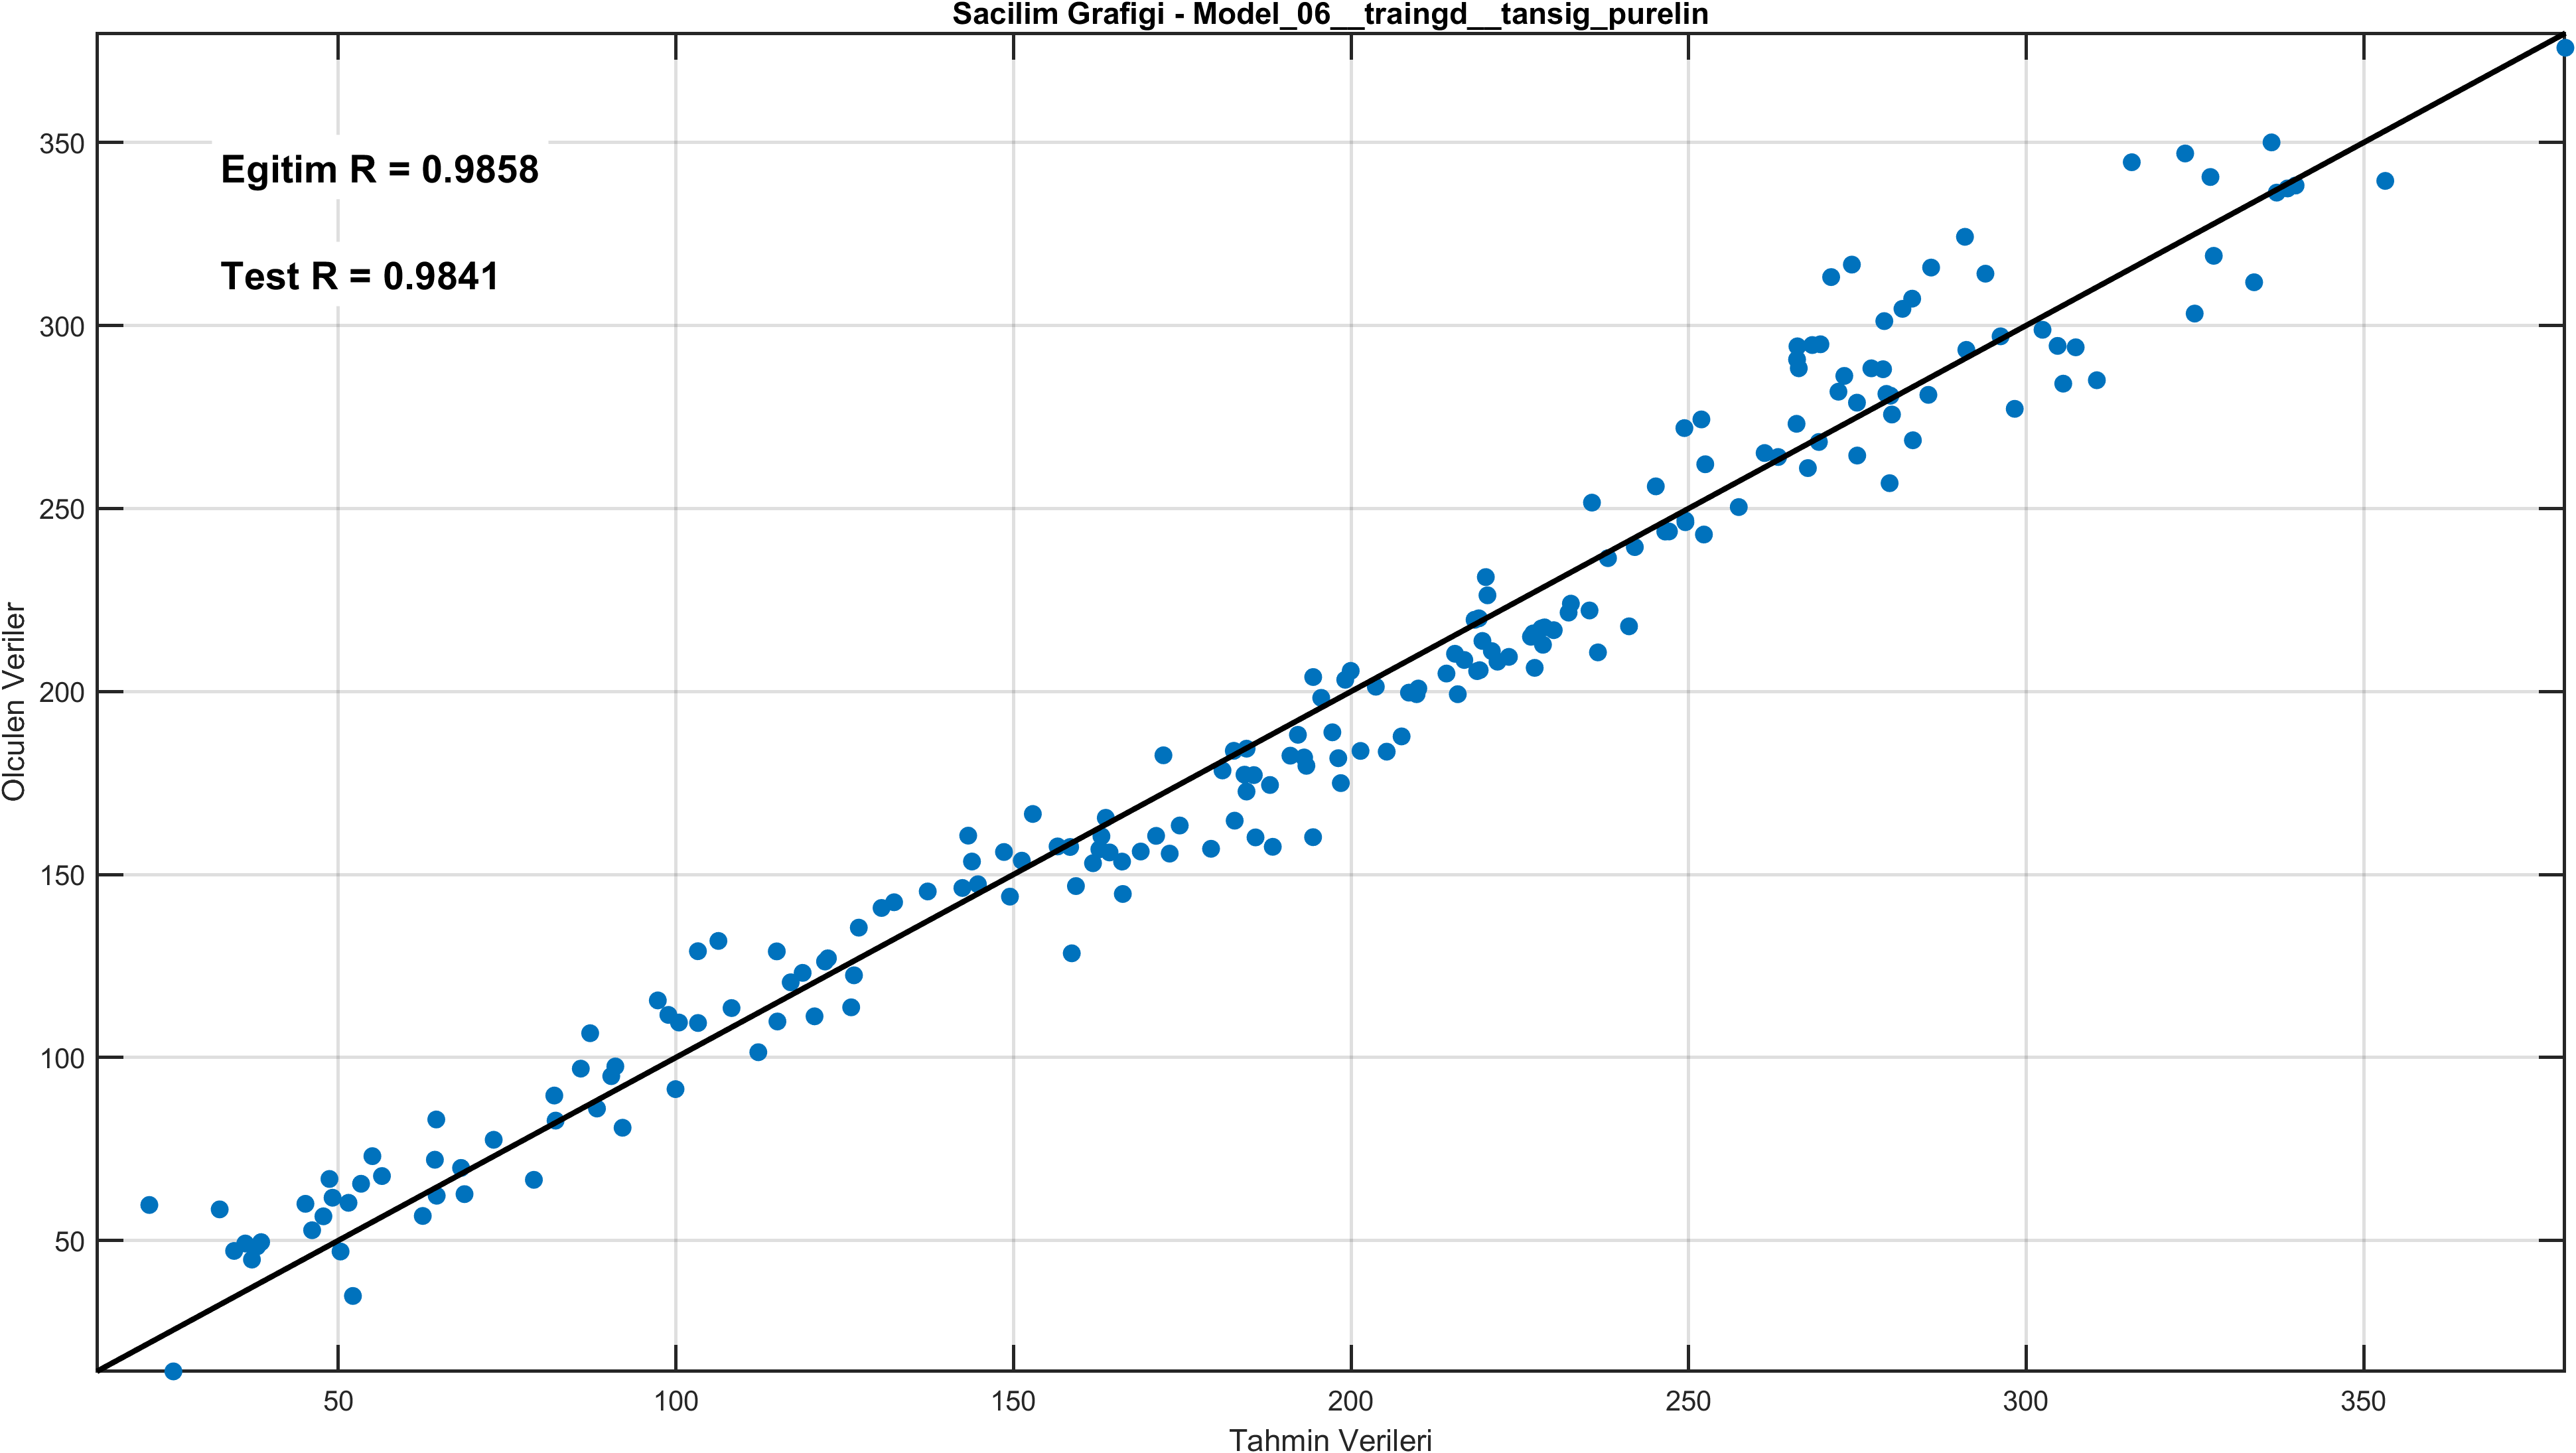 Sacilim Grafigi - Model_06__traingd__tansig_purelin
Egitim R = 0.9858
Test R = 0.9841
Olculen Veriler
350
300
250
200
150
100
50
50
100
150
200
250
300
350
Tahmin Verileri